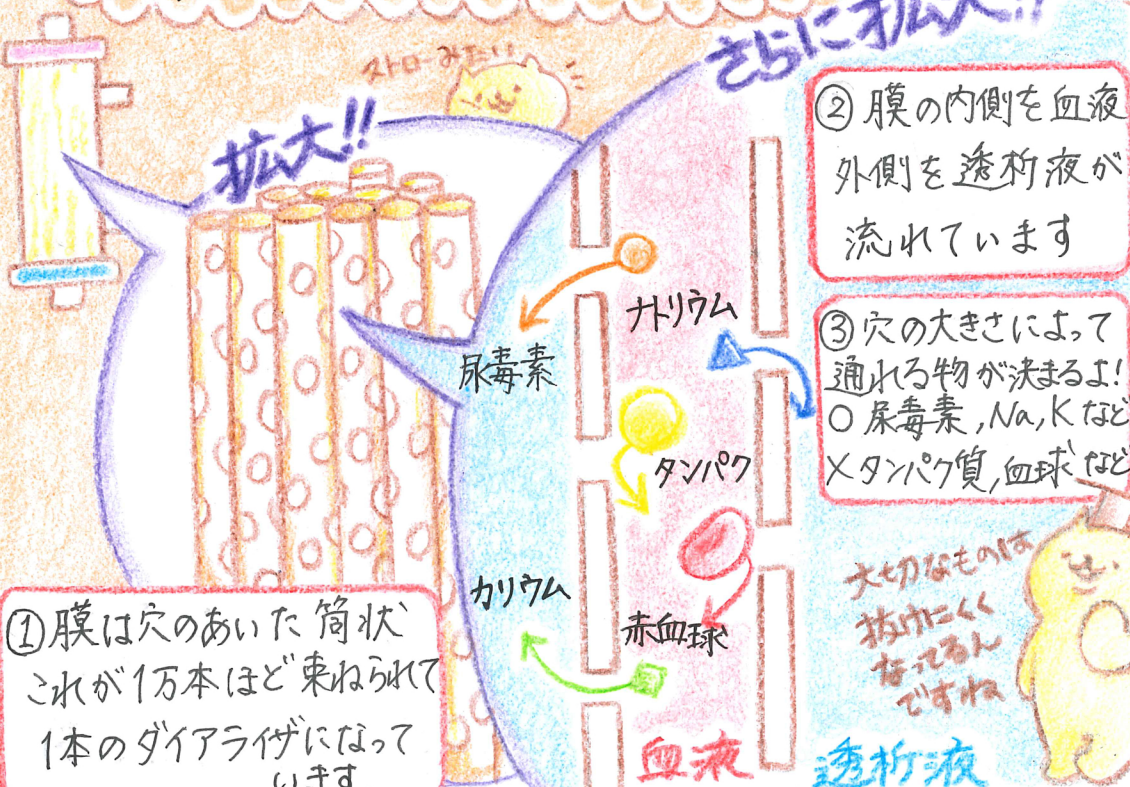 ストローみたい
拡大!!
さらに拡大!!
①膜は穴のあいた筒状
これが1万本ほど束ねられて
1本のダイアライザになって
います
②膜の内側を血液
外側を透析液が
流れています
③穴の大きさによって
通れる物が決まるよ!
○ 尿毒素,Na,Kなど
×タンパク質,血球など
尿毒素
ナトリウム
タンパク
カリウム
赤血球
血液
透析液
大切なものは
抜けにくく
なってるん
ですね